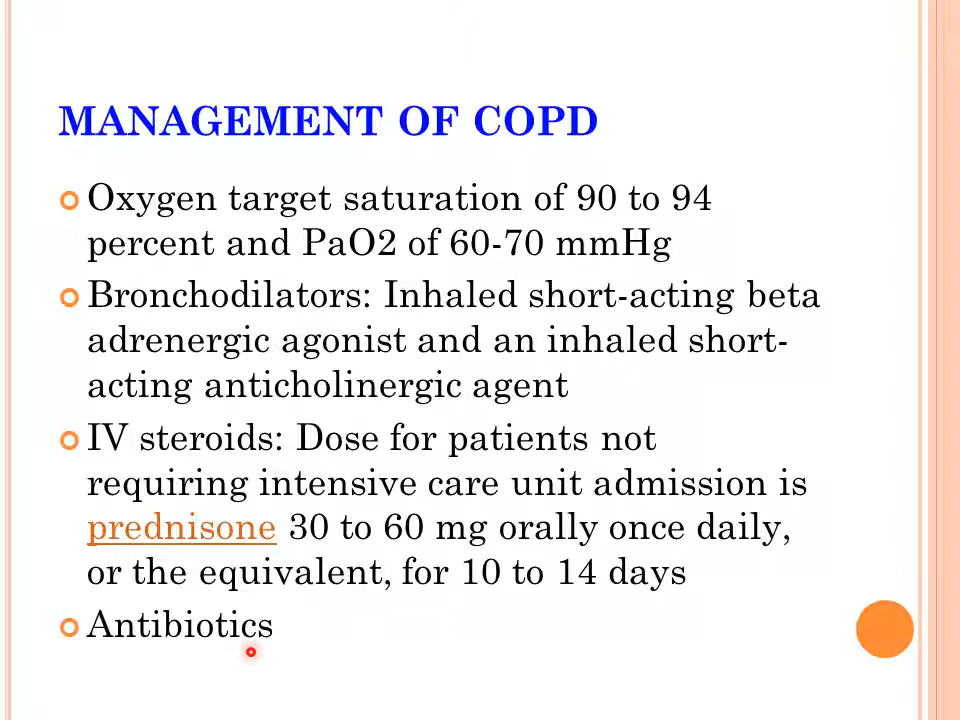 MANAGEMENT OF COPD
Oxygen target saturation of 90 to 94
percent and PaO2 of 60-70 mmHg
Bronchodilators: Inhaled short-acting beta
adrenergic agonist and an inhaled short-
acting anticholinergic agent
IV steroids: Dose for patients not
requiring intensive care unit admission is
prednisone 30 to 60 mg orally once daily,
or the equivalent, for 10 to 14 days
Antibiotics